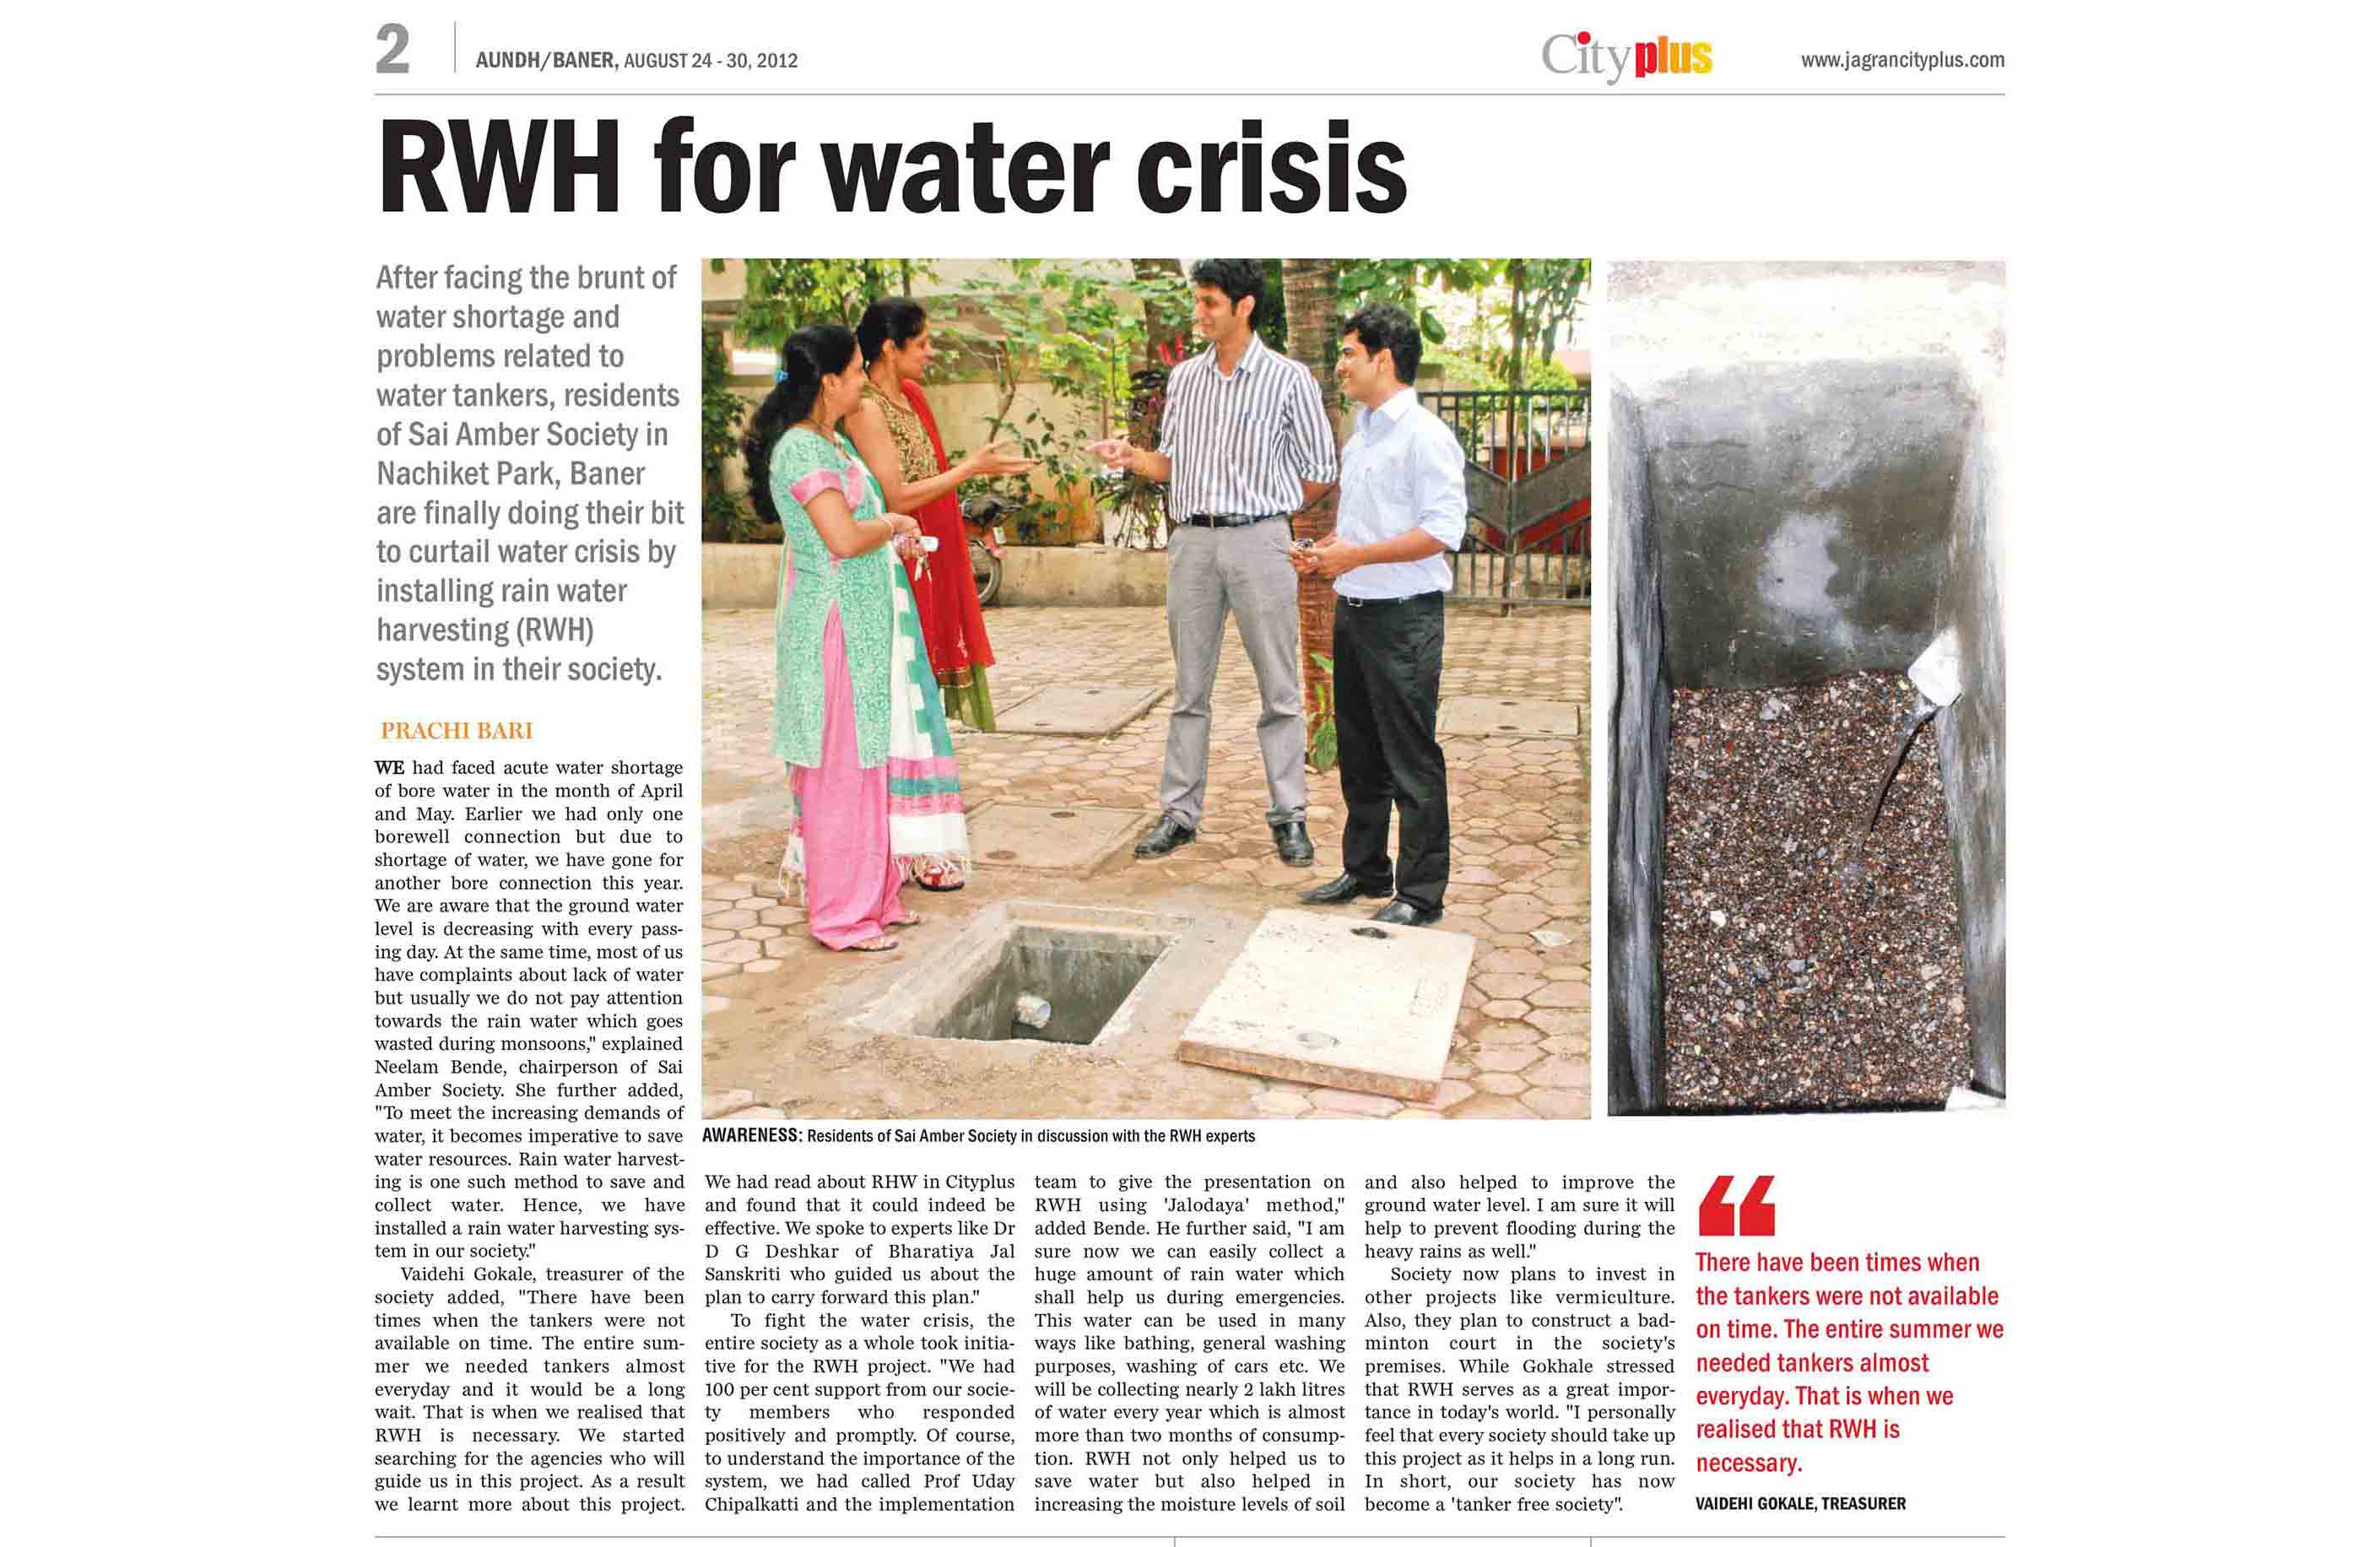 2
AUNDH/BANER, AUGUST 24 - 30, 2012
City plus
www.jagrancityplus.com
RWH for water crisis
After facing the brunt of
water shortage and
problems related to
water tankers, residents
of Sai Amber Society in
Nachiket Park, Baner
are finally doing their bit
to curtail water crisis by
installing rain water
harvesting (RWH)
system in their society.
PRACHI BARI
WE had faced acute water shortage
of bore water in the month of April
and May. Earlier we had only one
borewell connection but due to
shortage of water, we have gone for
another bore connection this year.
We are aware that the ground water
level is decreasing with every pass-
ing day. At the same time, most of us
have complaints about lack of water
but usually we do not pay attention
towards the rain water which goes
wasted during monsoons," explained
Neelam Bende, chairperson of Sai
Amber Society. She further added,
"To meet the increasing demands of
water, it becomes imperative to save
water resources. Rain water harvest-
ing is one such method to save and
collect water. Hence, we have
installed a rain water harvesting sys-
tem in our society."
Vaidehi Gokale, treasurer of the
society added, "There have been
times when the tankers were not
available on time. The entire sum-
mer we needed tankers almost
everyday and it would be a long
wait. That is when we realised that
RWH is necessary. We started
searching for the agencies who will
guide us in this project. As a result
we learnt more about this project.
AWARENESS: Residents of Sai Amber Society in discussion with the RWH experts
We had read about RHW in Cityplus
and found that it could indeed be
effective. We spoke to experts like Dr
D G Deshkar of Bharatiya Jal
Sanskriti who guided us about the
plan to carry forward this plan."
To fight the water crisis, the
entire society as a whole took initia-
tive for the RWH project. "We had
100 per cent support from our socie-
ty members who responded
positively and promptly. Of course,
to understand the importance of the
system, we had called Prof Uday
Chipalkatti and the implementation
team to give the presentation on
RWH using 'Jalodaya' method,"
added Bende. He further said, "I am
sure now we can easily collect a
huge amount of rain water which
shall help us during emergencies.
This water can be used in many
ways like bathing, general washing
purposes, washing of cars etc. We
will be collecting nearly 2 lakh litres
of water every year which is almost
more than two months of consump-
tion. RWH not only helped us to
save water but also helped in
increasing the moisture levels of soil
and also helped to improve the
ground water level. I am sure it will
help to prevent flooding during the
heavy rains as well."
Society now plans to invest in
other projects like vermiculture.
Also, they plan to construct a bad-
minton court in the society's
premises. While Gokhale stressed
that RWH serves as a great impor-
tance in today's world. "I personally
feel that every society should take up
this project as it helps in a long run.
In short, our society has now
become a 'tanker free society".
“
There have been times when
the tankers were not available
on time. The entire summer we
needed tankers almost
everyday. That is when we
realised that RWH is
necessary.
VAIDEHI GOKALE, TREASURER